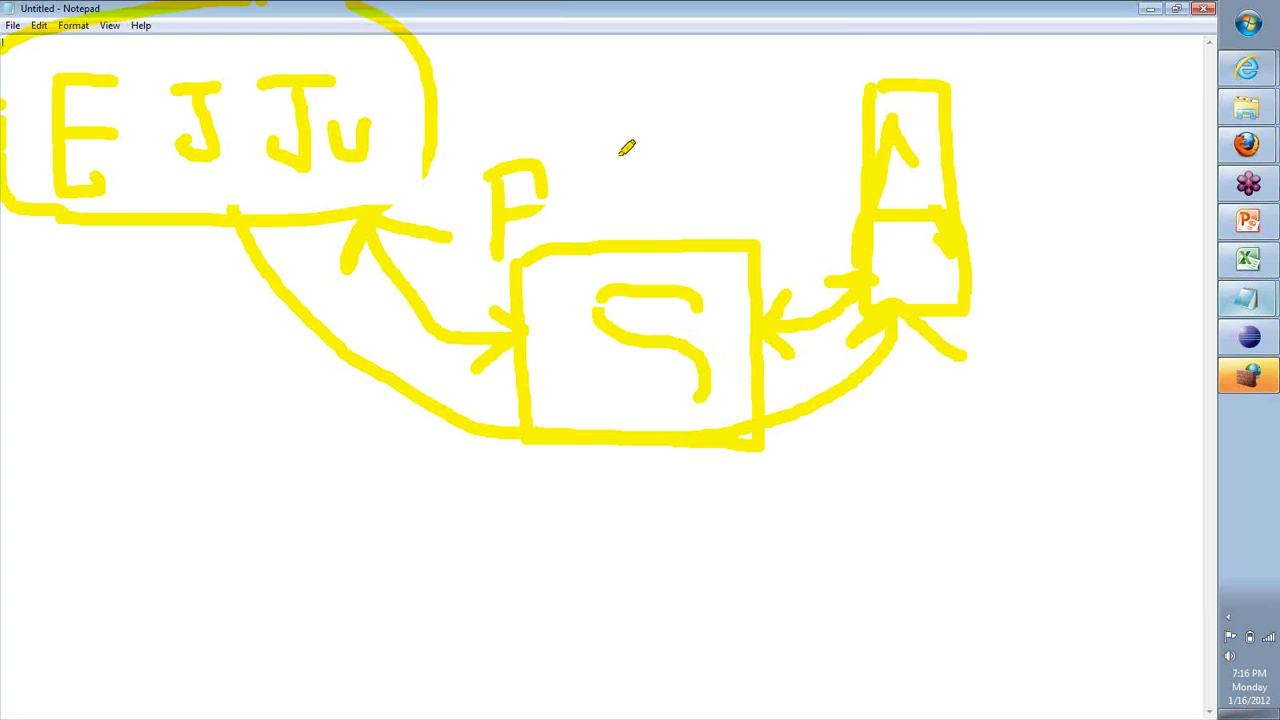 Untitled - Notepad
File Edit Format View Help
E J Ju
P
A
S
7:16 PM
Monday
1/16/2012